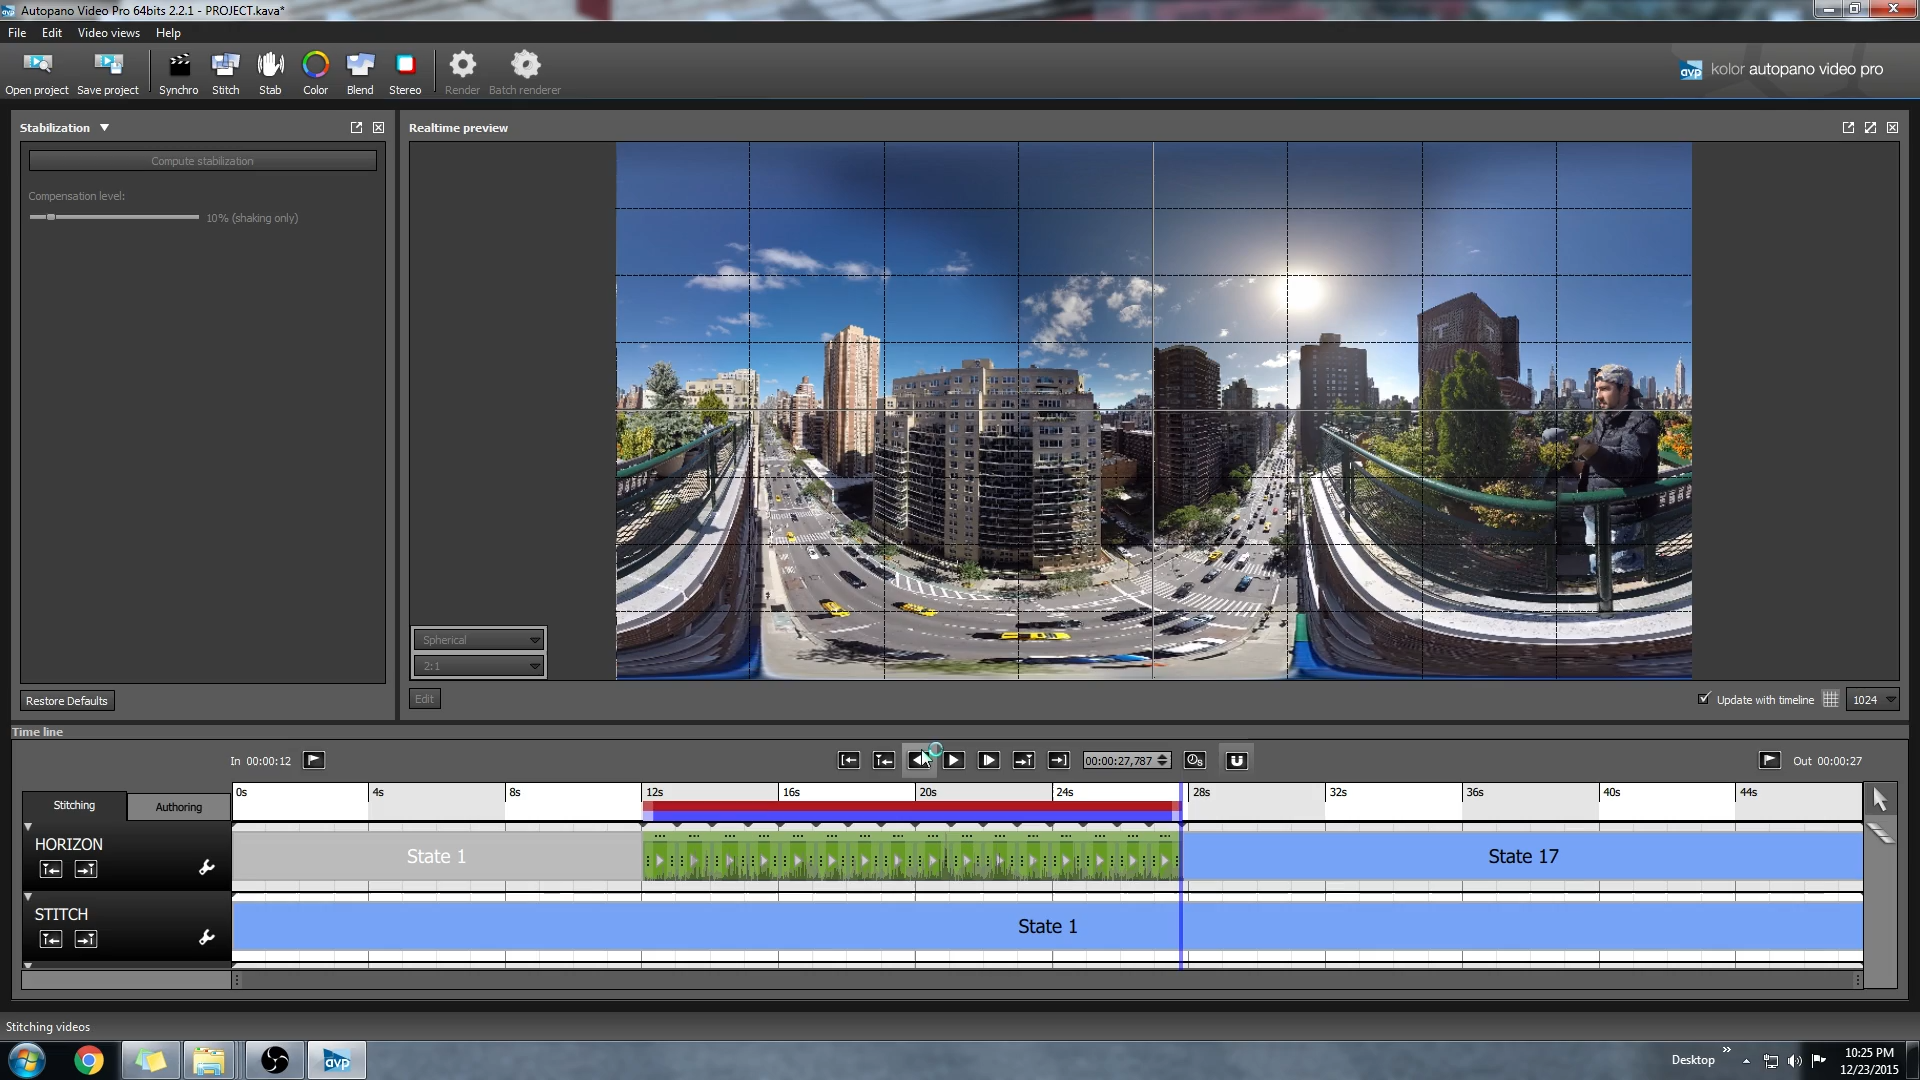 Autopano Video Pro 64bits 2.2.1 - PROJECT.kava*
File Edit Video views Help
Open project Save project Synchro Stitch Stab Color Blend Stereo Render Batch renderer
avp kolor autopano video pro
Stabilization
Realtime preview
Compute stabilization
Compensation level:
10% (shaking only)
Spherical
2:1
Restore Defaults
Edit
Update with timeline 1024
Time line
In 00:00:12
00:00:27,787
Out 00:00:27
Stitching Authoring
0s 4s 8s 12s 16s 20s 24s 28s 32s 36s 40s 44s
HORIZON
State 1
State 17
STITCH
State 1
Stitching videos
avp
Desktop
10:25 PM
12/23/2015